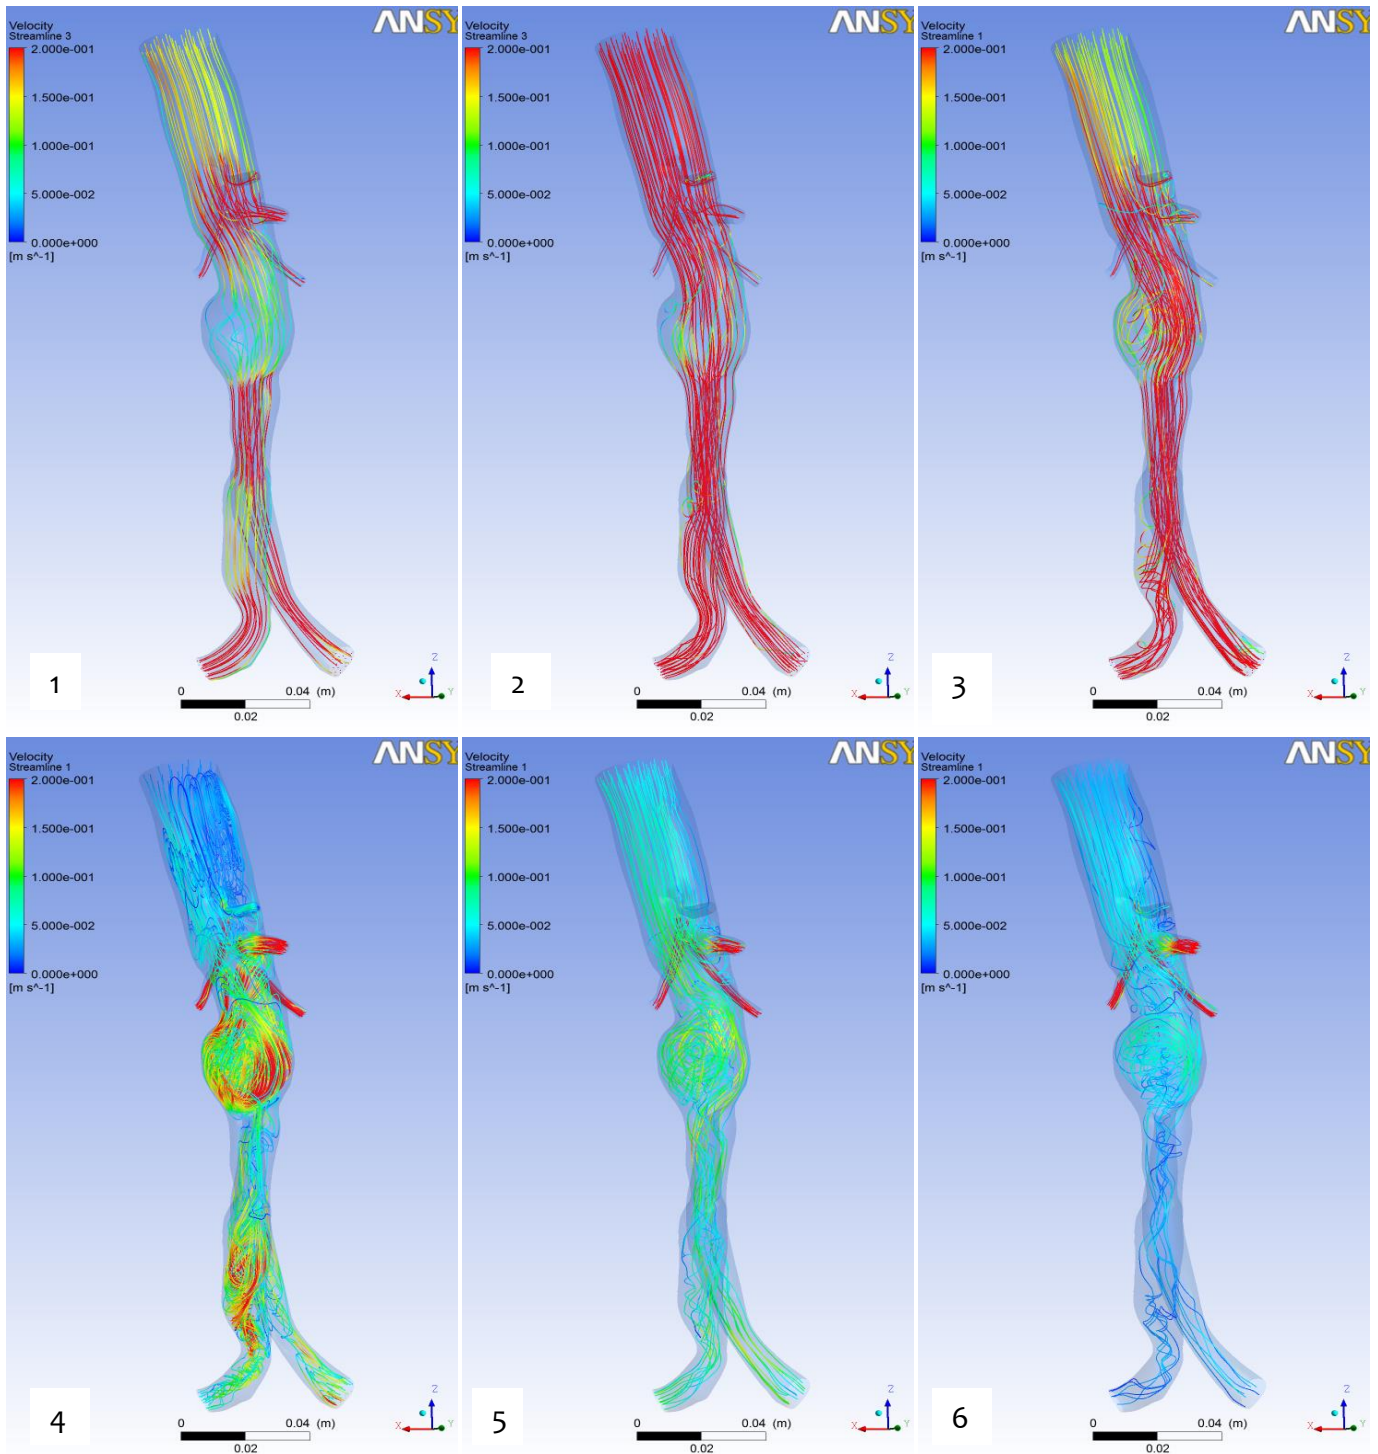 Velocity
Streamline 3
2.000e-001
1.500e-001
1.000e-001
5.000e-002
0.000e+000
[m s^-1]
ANSY
1
0 0.04 (m)
0.02
Z
X Y
Velocity
Streamline 3
2.000e-001
1.500e-001
1.000e-001
5.000e-002
0.000e+000
[m s^-1]
ANSY
2
0 0.04 (m)
0.02
Z
X Y
Velocity
Streamline 1
2.000e-001
1.500e-001
1.000e-001
5.000e-002
0.000e+000
[m s^-1]
ANSY
3
0 0.04 (m)
0.02
Z
X Y
Velocity
Streamline 1
2.000e-001
1.500e-001
1.000e-001
5.000e-002
0.000e+000
[m s^-1]
ANSY
4
0 0.04 (m)
0.02
Z
X Y
Velocity
Streamline 1
2.000e-001
1.500e-001
1.000e-001
5.000e-002
0.000e+000
[m s^-1]
ANSY
5
0 0.04 (m)
0.02
Z
X Y
Velocity
Streamline 1
2.000e-001
1.500e-001
1.000e-001
5.000e-002
0.000e+000
[m s^-1]
ANSY
6
0 0.04 (m)
0.02
Z
X Y